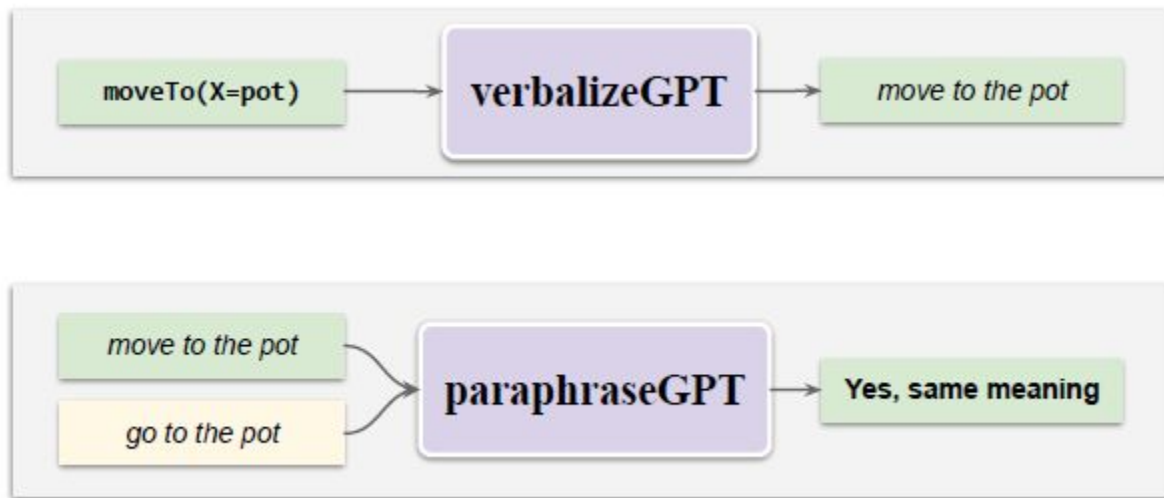 moveTo(X=pot)
verbalizeGPT
move to the pot
move to the pot
go to the pot
paraphraseGPT
Yes, same meaning